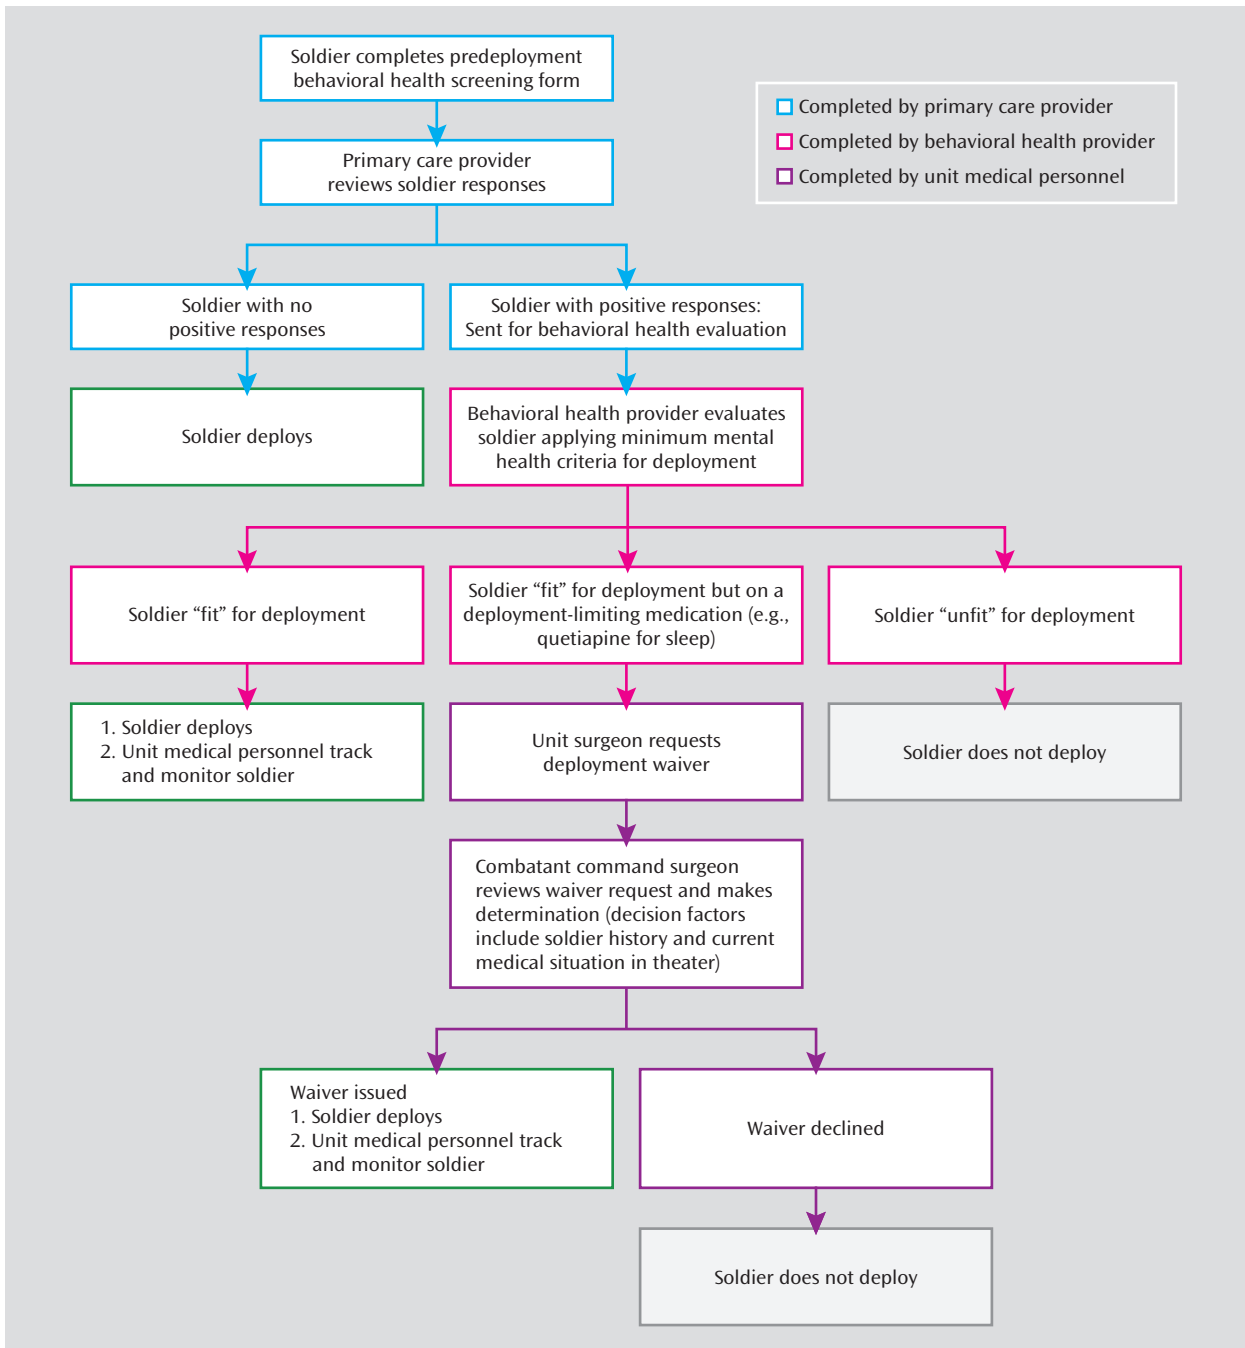 Soldier completes predeployment
behavioral health screening form
Completed by primary care provider
Completed by behavioral health provider
Completed by unit medical personnel
Primary care provider
reviews soldier responses
Soldier with no
positive responses
Soldier with positive responses:
Sent for behavioral health evaluation
Soldier deploys
Behavioral health provider evaluates
soldier applying minimum mental
health criteria for deployment
Soldier “fit” for deployment
Soldier “fit” for deployment but on a
deployment-limiting medication (e.g.,
quetiapine for sleep)
Soldier “unfit” for deployment
1. Soldier deploys
2. Unit medical personnel track
and monitor soldier
Unit surgeon requests
deployment waiver
Soldier does not deploy
Combatant command surgeon
reviews waiver request and makes
determination (decision factors
include soldier history and current
medical situation in theater)
Waiver issued
1. Soldier deploys
2. Unit medical personnel track
and monitor soldier
Waiver declined
Soldier does not deploy